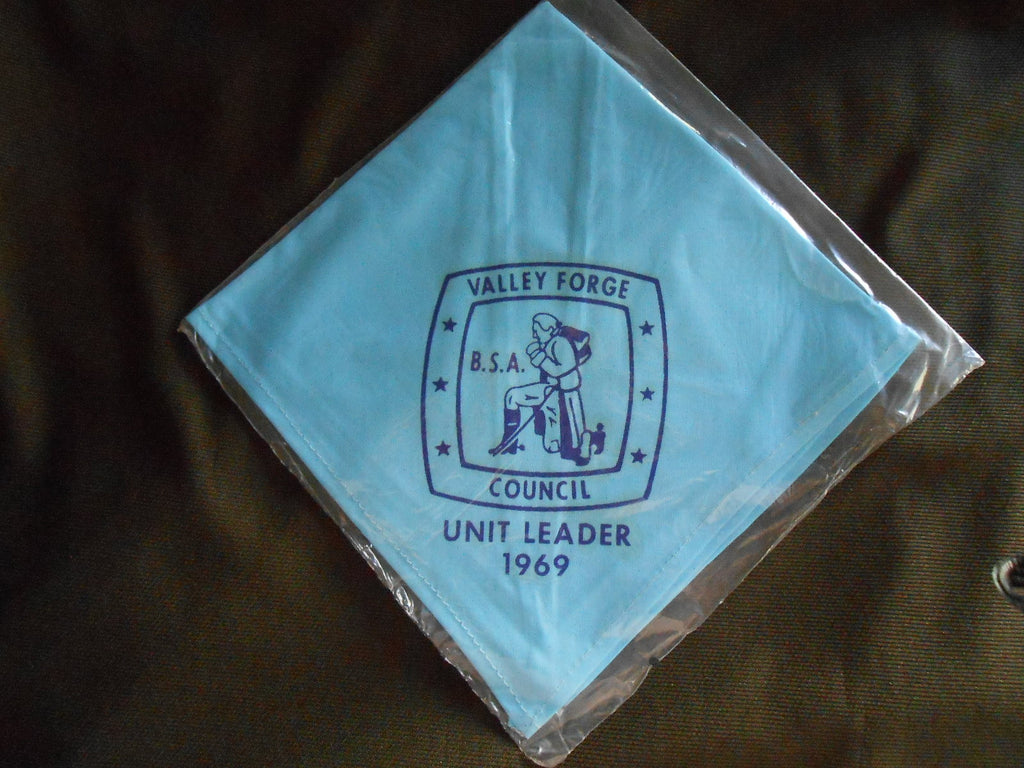 VALLEY FORGE
B.S.A.
COUNCIL
UNIT LEADER
1969